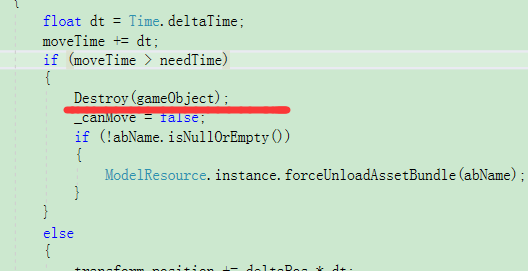 {
float dt = Time.deltaTime;
moveTime += dt;
if (moveTime > needTime)
{
Destroy(gameObject);
_canMove = false;
if (!abName.isNullOrEmpty())
{
ModelResource.instance.forceUnloadAssetBundle(abName);
}
}
else
{
transform.position += deltaPos * dt;